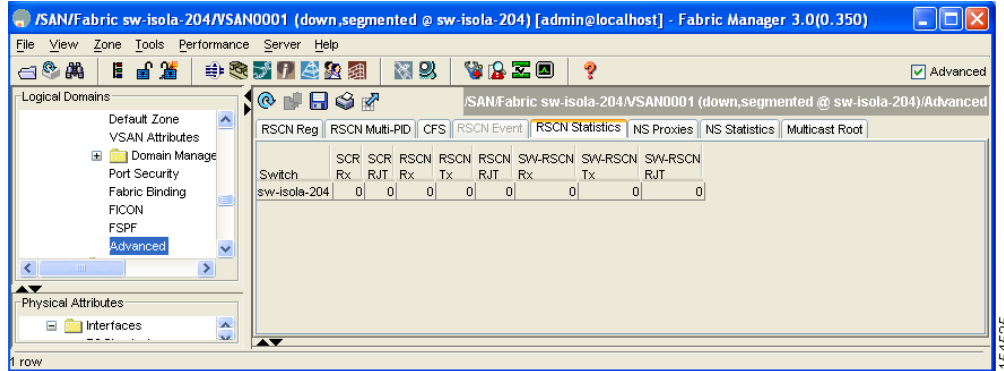 /SAN/Fabric sw-isola-204/VSAN0001 (down,segmented @ sw-isola-204) [admin@localhost] - Fabric Manager 3.0(0.350)
File View Zone Tools Performance Server Help
Advanced
Logical Domains
Default Zone
VSAN Attributes
Domain Manage
Port Security
Fabric Binding
FICON
FSPF
Advanced
Physical Attributes
Interfaces
/SAN/Fabric sw-isola-204/VSAN0001 (down,segmented @ sw-isola-204)/Advanced
RSCN Reg RSCN Multi-PID CFS RSCN Event RSCN Statistics NS Proxies NS Statistics Multicast Root
SCR SCR RSCN RSCN RSCN SW-RSCN SW-RSCN SW-RSCN
Switch Rx RJT Rx Tx RJT Rx Tx RJT
sw-isola-204 0 0 0 0 0 0 0 0
1 row